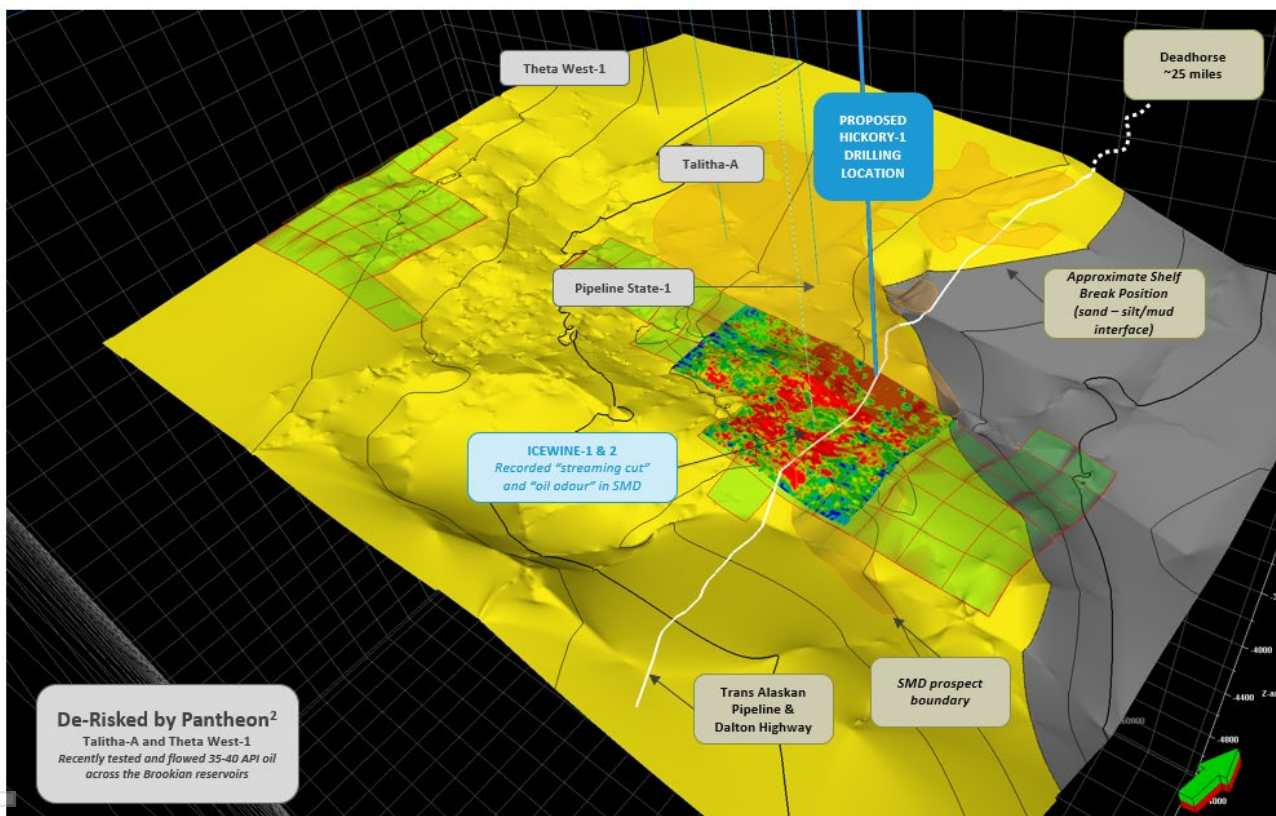 Theta West-1
Deadhorse
~25 miles
PROPOSED
HICKORY-1
DRILLING
LOCATION
Talitha-A
Pipeline State-1
Approximate Shelf
Break Position
(sand – silt/mud
interface)
ICEWINE-1 & 2
Recorded "streaming cut"
and "oil odour" in SMD
SMD prospect
boundary
Trans Alaskan
Pipeline &
Dalton Highway
De-Risked by Pantheon²
Talitha-A and Theta West-1
Recently tested and flowed 35-40 API oil
across the Brookian reservoirs
-4000
-4400
-4800